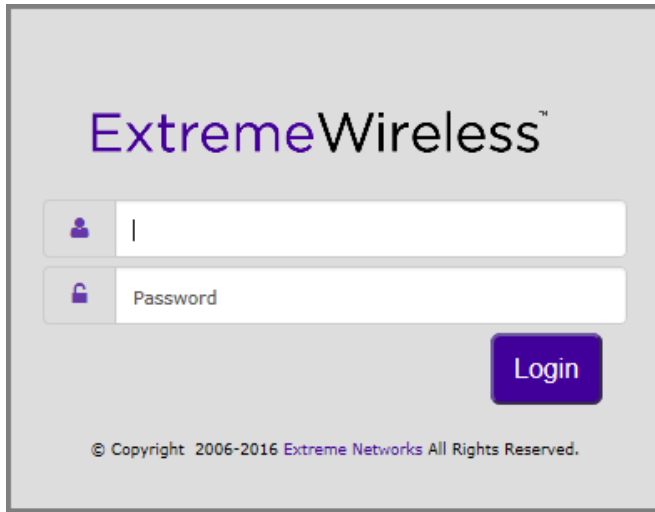 ExtremeWireless™
Password
Login
© Copyright 2006-2016 Extreme Networks All Rights Reserved.